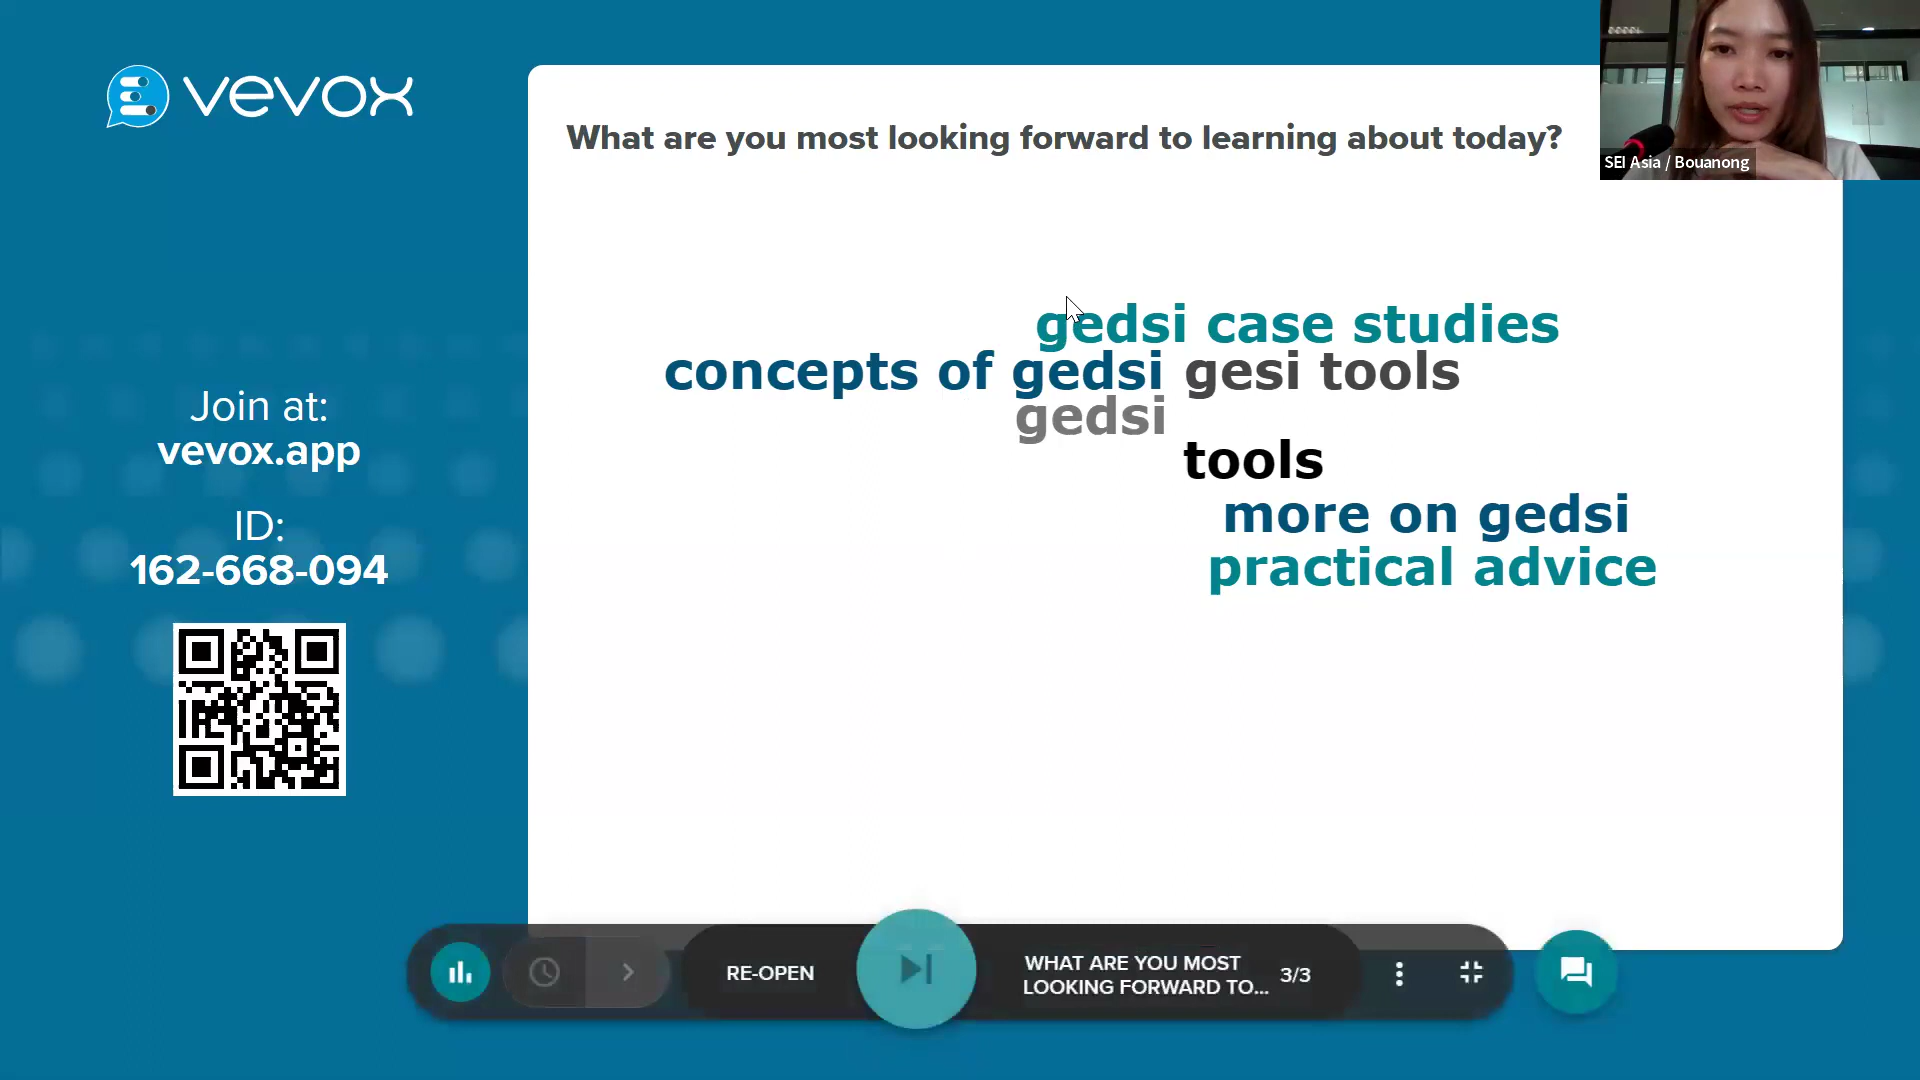 vevox
Join at:
vevox.app
ID:
162-668-094
What are you most looking forward to learning about today?
gedsi case studies
concepts of gedsi gesi tools
gedsi
tools
more on gedsi
practical advice
SEI Asia / Bouanong
RE-OPEN
WHAT ARE YOU MOST
LOOKING FORWARD TO...
3/3